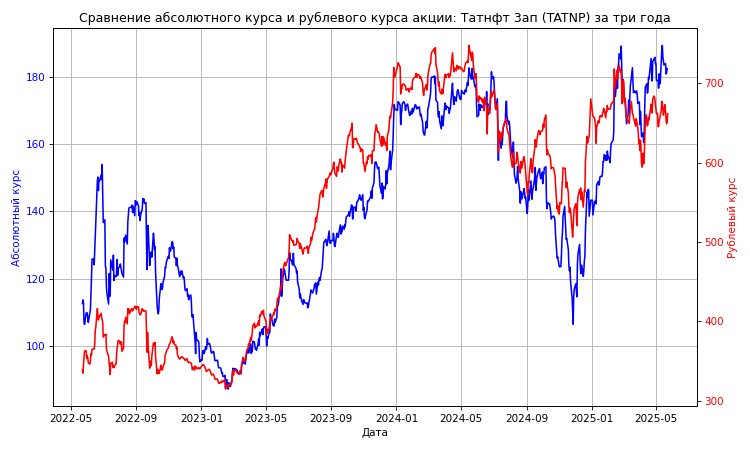 Сравнение абсолютного курса и рублевого курса акции: Татнфт 3ап (TATNP) за три года
Абсолютный курс
180
160
140
120
100
700
600
500
400
300
Рублевый курс
2022-05 2022-09 2023-01 2023-05 2023-09 2024-01 2024-05 2024-09 2025-01 2025-05
Дата